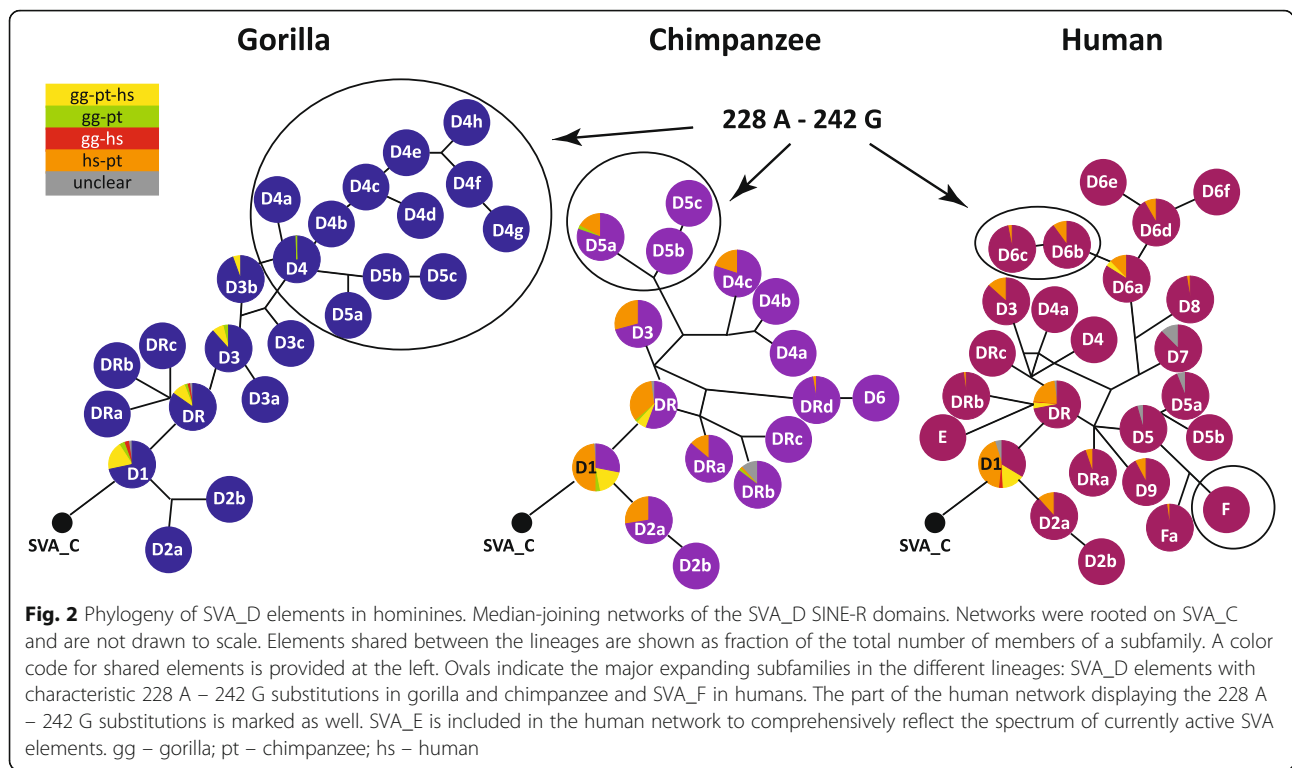 Gorilla
Chimpanzee
Human
gg-pt-hs
gg-pt
gg-hs
hs-pt
unclear
228 A - 242 G
D4h
D4e
D4a
D4c
D4f
D4b
D4d
D4g
D4
D3b
D5b
D5c
D5a
DRc
D3
D3c
DRb
DRa
DR
D3a
D1
D2b
D2a
SVA_C
D5c
D5a
D5b
D4c
D4b
D3
D4a
DR
DRd
D6
DRc
D1
DRa
DRb
D2a
D2b
SVA_C
D6e
D6f
D6d
D6c
D6b
D6a
D3
D4a
D8
DRc
D4
D7
DRb
DR
D5a
E
D5
D5b
D1
DRa
D9
F
D2a
Fa
D2b
SVA_C
Fig. 2 Phylogeny of SVA_D elements in hominines. Median-joining networks of the SVA_D SINE-R domains. Networks were rooted on SVA_C
and are not drawn to scale. Elements shared between the lineages are shown as fraction of the total number of members of a subfamily. A color
code for shared elements is provided at the left. Ovals indicate the major expanding subfamilies in the different lineages: SVA_D elements with
characteristic 228 A – 242 G substitutions in gorilla and chimpanzee and SVA_F in humans. The part of the human network displaying the 228 A
– 242 G substitutions is marked as well. SVA_E is included in the human network to comprehensively reflect the spectrum of currently active SVA
elements. gg – gorilla; pt – chimpanzee; hs – human